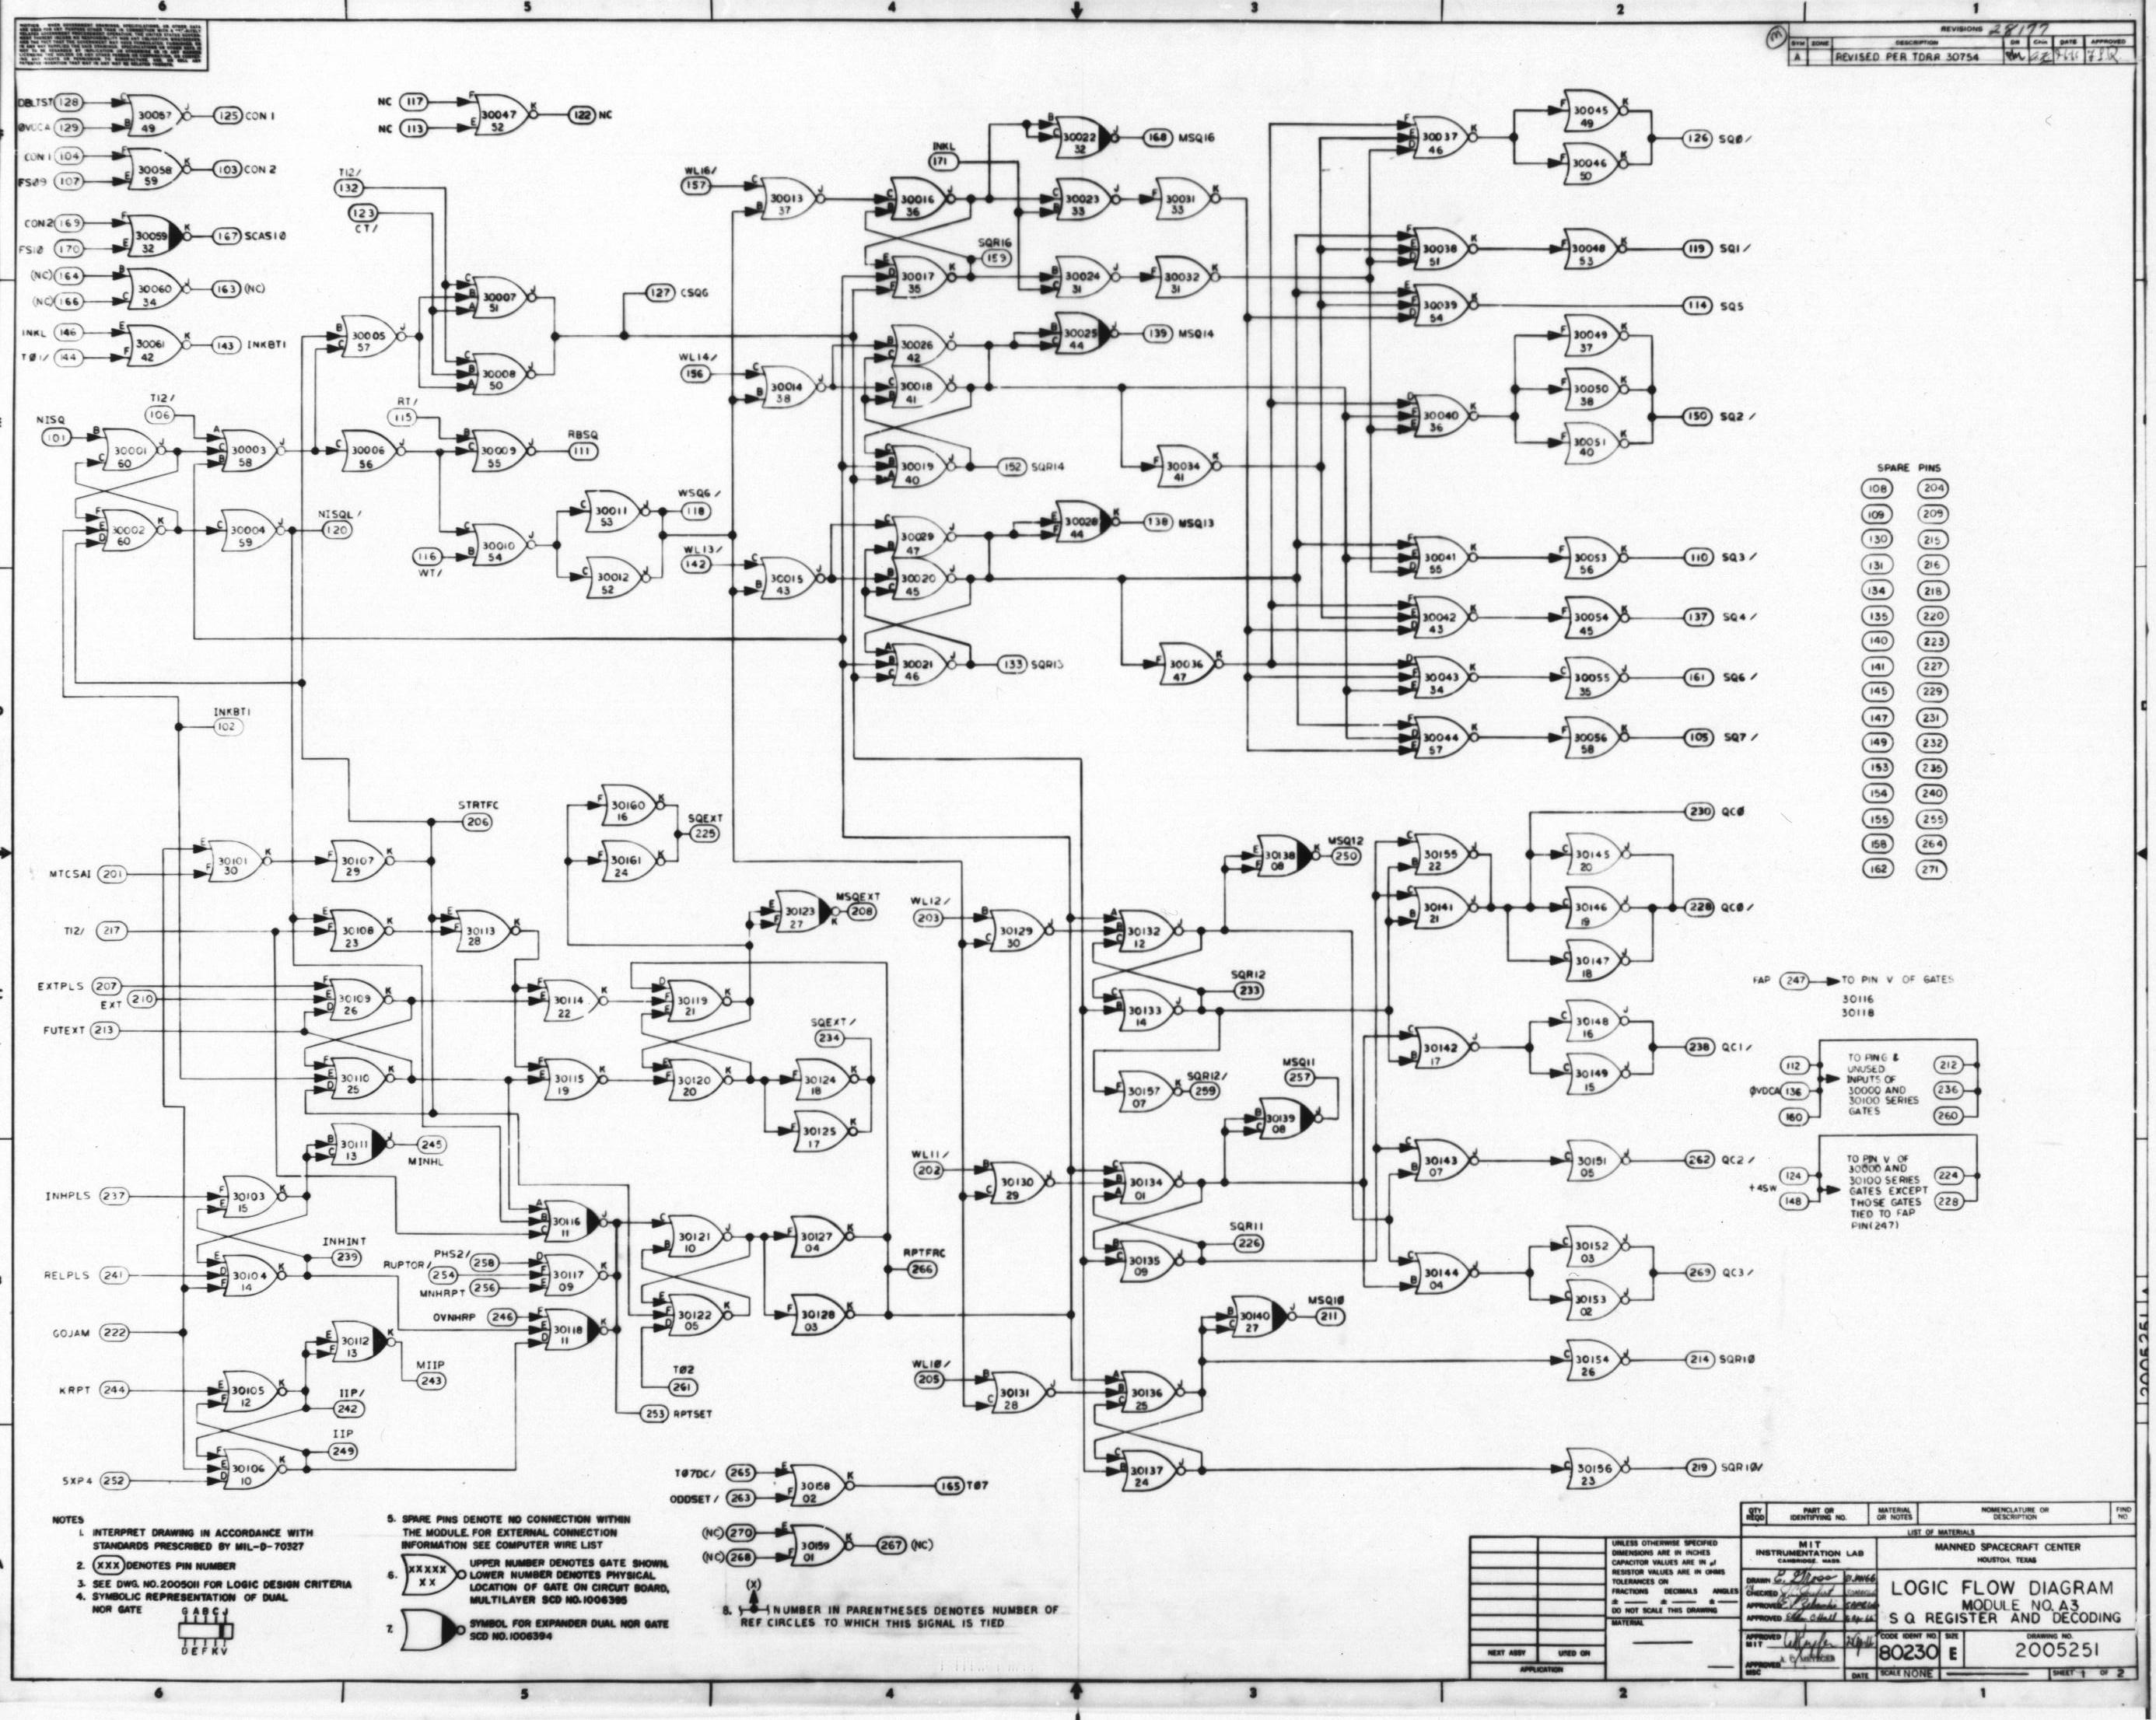 6 5 4 3 2 1
REVISIONS 28177
SYM ZONE DESCRIPTION DR CHK DATE APPROVED
A REVISED PER TDRR 30754
DBLTST 128
129
30057
49
125 CON 1
CON 1 104
FS09 107
30058
59
103 CON 2
CON2 169
FS10 170
30059
32
167 SCAS10
(NC) 164
(NC) 166
30060
34
163 (NC)
INKL 146
T01/ 144
30061
42
143 INKBT1
NC 117
NC 113
30047
52
122 NC
T12/
132
123
CT/
30007
51
30005
57
30008
50
127 CSQG
NISQ
101
30001
60
T12/
106
30003
58
30006
56
RT/
115
30009
55
RBSQ
111
30002
60
30004
59
NISQL/
120
116
WT/
30010
54
30011
53
30012
52
WSQG/
118
INKBT1
102
WL16/
157
30013
37
30016
36
INKL
171
30022
32
168 MSQ16
30023
33
30031
33
30017
35
SQR16
159
30024
31
30032
31
WL14/
156
30014
38
30026
42
30018
41
30025
44
139 MSQ14
30019
40
152 SQR14
30034
41
WL13/
142
30015
43
30029
47
30020
45
30028
44
138 MSQ13
30021
46
133 SQR13
30036
47
30037
46
30045
49
30046
50
126 SQ0/
30038
51
30048
53
119 SQ1/
30039
54
114 SQ5
30040
36
30049
37
30050
38
30051
40
150 SQ2/
30041
55
30053
56
110 SQ3/
30042
43
30054
45
137 SQ4/
30043
34
30055
35
161 SQ6/
30044
57
30056
58
105 SQ7/
SPARE PINS
108 204
109 209
130 215
131 216
134 218
135 220
140 223
141 227
145 229
147 231
149 232
153 235
154 240
155 255
158 264
162 271
STRTFC
206
MTCSAI 201
30101
30
30107
29
T12/ 217
30108
23
30113
28
EXTPLS 207
EXT 210
FUTEXT 213
30109
26
30110
25
30114
22
30115
19
30160
16
30161
24
SQEXT
225
30123
27
MSQEXT
208
30119
21
30120
20
SQEXT/
234
30124
18
30125
17
30111
13
245
MINHL
INHPLS 237
30103
15
INHINT
239
RELPLS 241
30104
14
GOJAM 222
30112
13
MIIP
243
KRPT 244
30105
12
IIP/
242
IIP
249
5XP4 252
30106
10
30116
11
PHS2/ 258
RUPTOR/ 254
MNHRPT 256
30117
09
OVNHRP 246
30118
11
30121
10
30122
05
30127
04
30128
03
RPTFRC
266
T02
261
253 RPTSET
T07DC/ 265
ODDSET/ 263
30158
02
165 T07
(NC) 270
(NC) 268
30159
01
267 (NC)
WL12/
203
30129
30
30132
12
30138
08
MSQ12
250
30133
14
SQR12
233
30157
07
SQR12/
259
MSQ11
257
30139
08
WL11/
202
30130
29
30134
01
30135
09
SQR11
226
30140
27
MSQ10
211
WL10/
205
30131
28
30136
25
30137
24
30155
22
30141
21
230 QC0
30145
20
30146
19
30147
18
228 QC0/
30142
17
30148
16
30149
15
238 QC1/
30143
07
30151
05
262 QC2/
30144
04
30152
03
30153
02
269 QC3/
30154
26
214 SQR10
30156
23
219 SQR10/
FAP 247 TO PIN V OF GATES
30116
30118
112
0VDCA 136
160
TO PIN G &
UNUSED
INPUTS OF
30000 AND
30100 SERIES
GATES
212
236
260
+4SW
124
148
TO PIN V OF
30000 AND
30100 SERIES
GATES EXCEPT
THOSE GATES
TIED TO FAP
PIN(247)
224
228
NOTES
1. INTERPRET DRAWING IN ACCORDANCE WITH
STANDARDS PRESCRIBED BY MIL-D-70327
2. XXX DENOTES PIN NUMBER
3. SEE DWG. NO. 2005011 FOR LOGIC DESIGN CRITERIA
4. SYMBOLIC REPRESENTATION OF DUAL
NOR GATE
G A B C J
D E F K V
5. SPARE PINS DENOTE NO CONNECTION WITHIN
THE MODULE. FOR EXTERNAL CONNECTION
INFORMATION SEE COMPUTER WIRE LIST
6. XXXXX
XX
UPPER NUMBER DENOTES GATE SHOWN.
LOWER NUMBER DENOTES PHYSICAL
LOCATION OF GATE ON CIRCUIT BOARD,
MULTILAYER SCD NO. 1006395
7. SYMBOL FOR EXPANDER DUAL NOR GATE
SCD NO. 1006394
8. (X) NUMBER IN PARENTHESES DENOTES NUMBER OF
REF CIRCLES TO WHICH THIS SIGNAL IS TIED
NEXT ASSY USED ON
APPLICATION
UNLESS OTHERWISE SPECIFIED
DIMENSIONS ARE IN INCHES
CAPACITOR VALUES ARE IN
RESISTOR VALUES ARE IN OHMS
TOLERANCES ON
FRACTIONS DECIMALS ANGLES
DO NOT SCALE THIS DRAWING
MATERIAL
QTY REQD
PART OR IDENTIFYING NO.
MATERIAL OR NOTES
NOMENCLATURE OR DESCRIPTION
FIND NO
LIST OF MATERIALS
MIT
INSTRUMENTATION LAB
CAMBRIDGE, MASS
MANNED SPACECRAFT CENTER
HOUSTON, TEXAS
DRAWN
CHECKED
APPROVED
APPROVED
APPROVED MIT
APPROVED MSC
DATE
LOGIC FLOW DIAGRAM
MODULE NO. A3
S Q REGISTER AND DECODING
CODE IDENT NO. 80230
SIZE E
DRAWING NO. 2005251
SCALE NONE
SHEET 1 OF 2
2005251 A
6 5 4 3 2 1